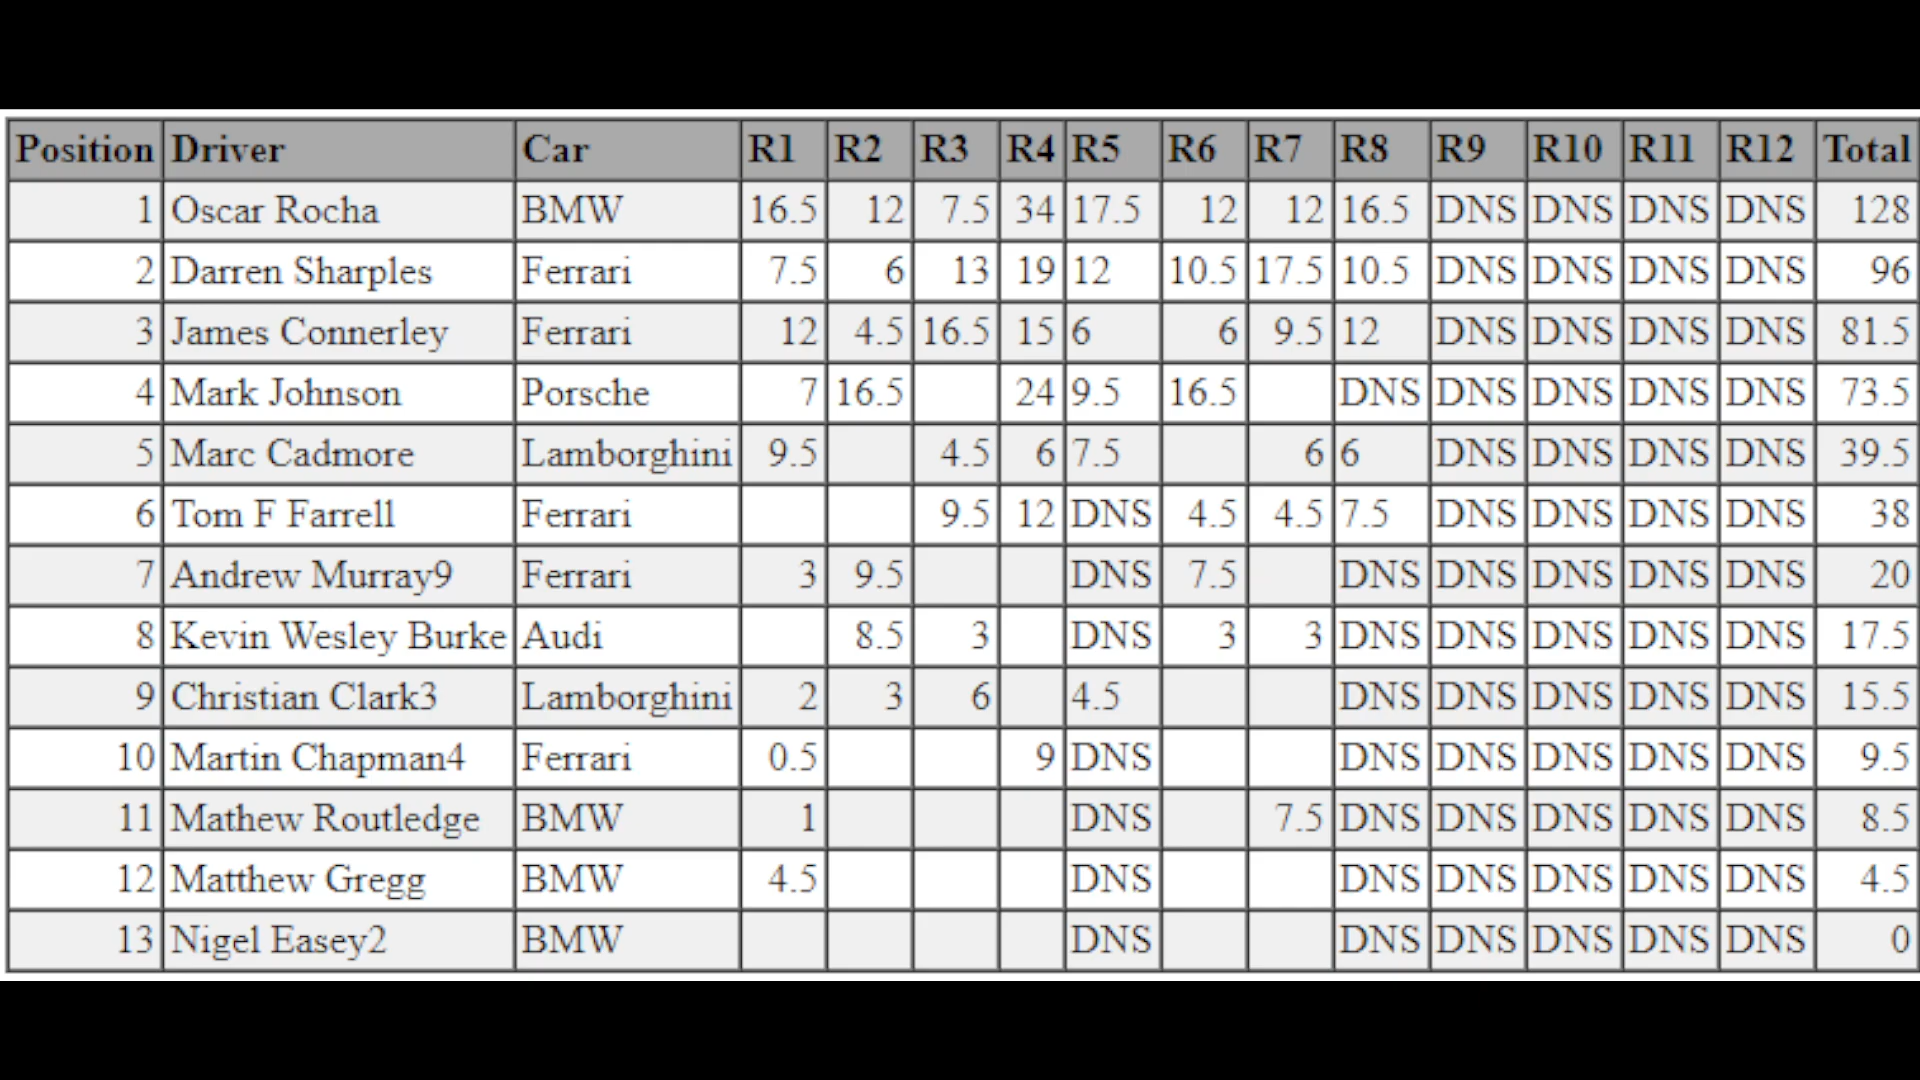 Position Driver Car R1 R2 R3 R4 R5 R6 R7 R8 R9 R10 R11 R12 Total
1 Oscar Rocha BMW 16.5 12 7.5 34 17.5 12 12 16.5 DNS DNS DNS DNS 128
2 Darren Sharples Ferrari 7.5 6 13 19 12 10.5 17.5 10.5 DNS DNS DNS DNS 96
3 James Connerley Ferrari 12 4.5 16.5 15 6 6 9.5 12 DNS DNS DNS DNS 81.5
4 Mark Johnson Porsche 7 16.5 24 9.5 16.5 DNS DNS DNS DNS DNS 73.5
5 Marc Cadmore Lamborghini 9.5 4.5 6 7.5 6 6 DNS DNS DNS DNS 39.5
6 Tom F Farrell Ferrari 9.5 12 DNS 4.5 4.5 7.5 DNS DNS DNS DNS 38
7 Andrew Murray9 Ferrari 3 9.5 DNS 7.5 DNS DNS DNS DNS DNS 20
8 Kevin Wesley Burke Audi 8.5 3 DNS 3 3 DNS DNS DNS DNS DNS 17.5
9 Christian Clark3 Lamborghini 2 3 6 4.5 DNS DNS DNS DNS DNS 15.5
10 Martin Chapman4 Ferrari 0.5 9 DNS DNS DNS DNS DNS DNS 9.5
11 Mathew Routledge BMW 1 DNS 7.5 DNS DNS DNS DNS DNS 8.5
12 Matthew Gregg BMW 4.5 DNS DNS DNS DNS DNS DNS 4.5
13 Nigel Easey2 BMW DNS DNS DNS DNS DNS DNS 0